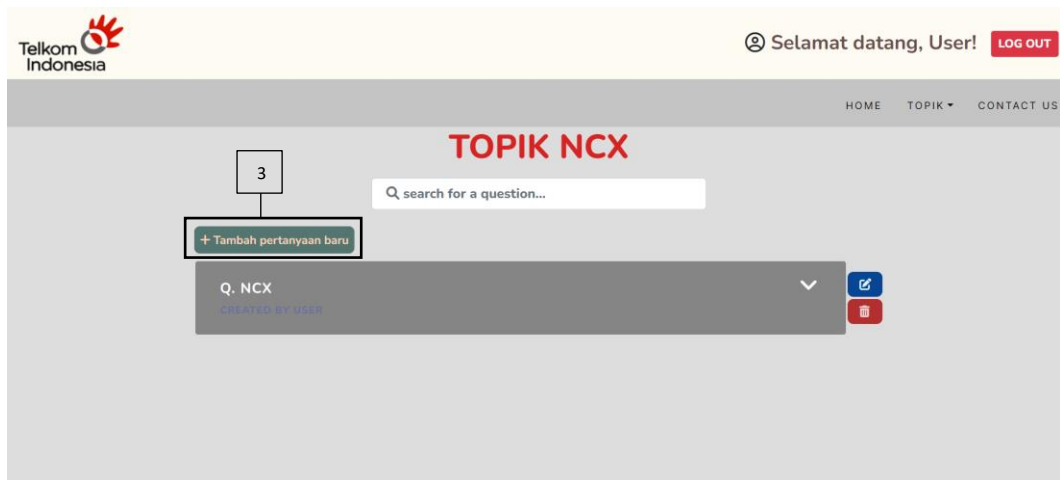 Telkom
Indonesia
Selamat datang, User!
LOG OUT
HOME TOPIK CONTACT US
TOPIK NCX
3
search for a question...
+ Tambah pertanyaan baru
Q. NCX
CREATED BY USER